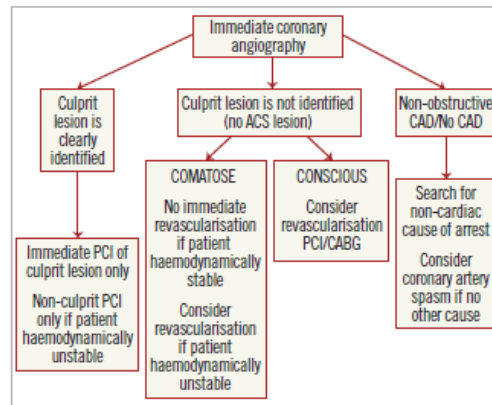 Immediate coronary
angiography
Culprit
lesion is
clearly
identified
Culprit lesion is not identified
(no ACS lesion)
Non-obstructive
CAD/No CAD
Immediate PCI of
culprit lesion only
Non-culprit PCI
only if patient
haemodynamically
unstable
COMATOSE
No immediate
revascularisation
if patient
haemodynamically
stable
Consider
revascularisation
if patient
haemodynamically
unstable
CONSCIOUS
Consider
revascularisation
PCI/CABG
Search for
non-cardiac
cause of arrest
Consider
coronary artery
spasm if no
other cause